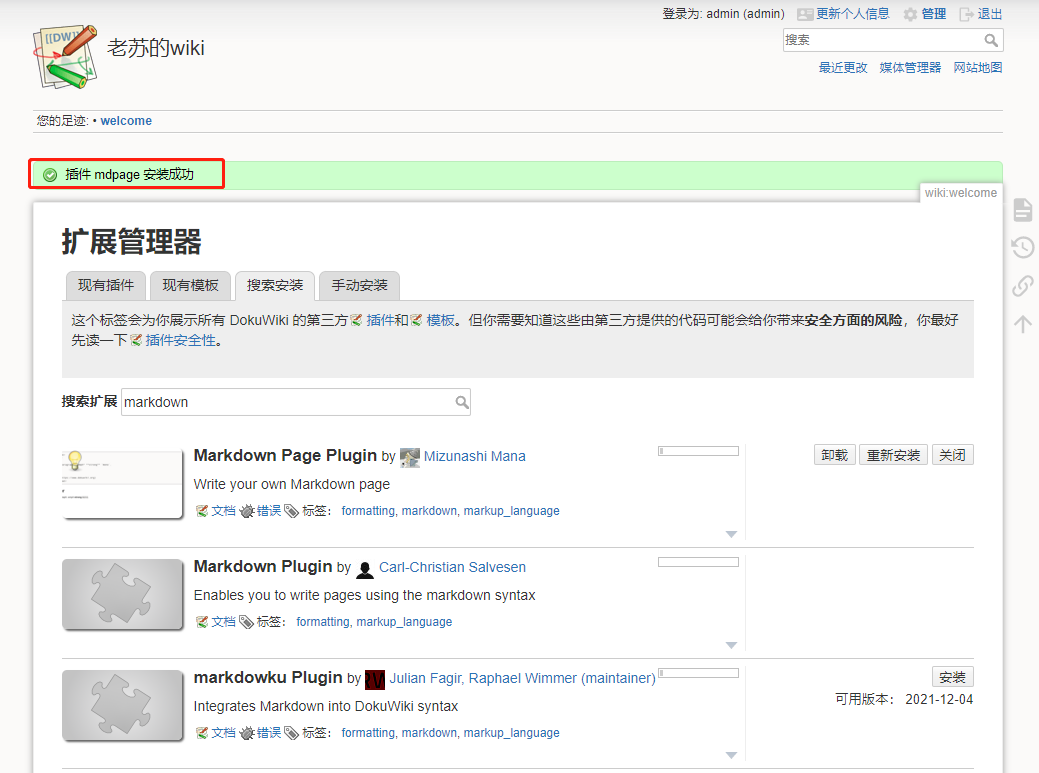 登录为: admin (admin) 更新个人信息 管理 退出
[[DW]] 老苏的wiki
搜索
最近更改 媒体管理器 网站地图
您的足迹: • welcome
插件 mdpage 安装成功
wiki:welcome
扩展管理器
现有插件 现有模板 搜索安装 手动安装
这个标签会为你展示所有 DokuWiki 的第三方插件和模板。但你需要知道这些由第三方提供的代码可能会给你带来安全方面的风险，你最好
先读一下插件安全性。
搜索扩展 markdown
Markdown Page Plugin by Mizunashi Mana 卸载 重新安装 关闭
Write your own Markdown page
文档 错误 标签： formatting, markdown, markup_language
Markdown Plugin by Carl-Christian Salvesen
Enables you to write pages using the markdown syntax
文档 标签： formatting, markup_language
markdowku Plugin by Julian Fagir, Raphael Wimmer (maintainer) 安装
可用版本： 2021-12-04
Integrates Markdown into DokuWiki syntax
文档 错误 标签： formatting, markdown, markup_language